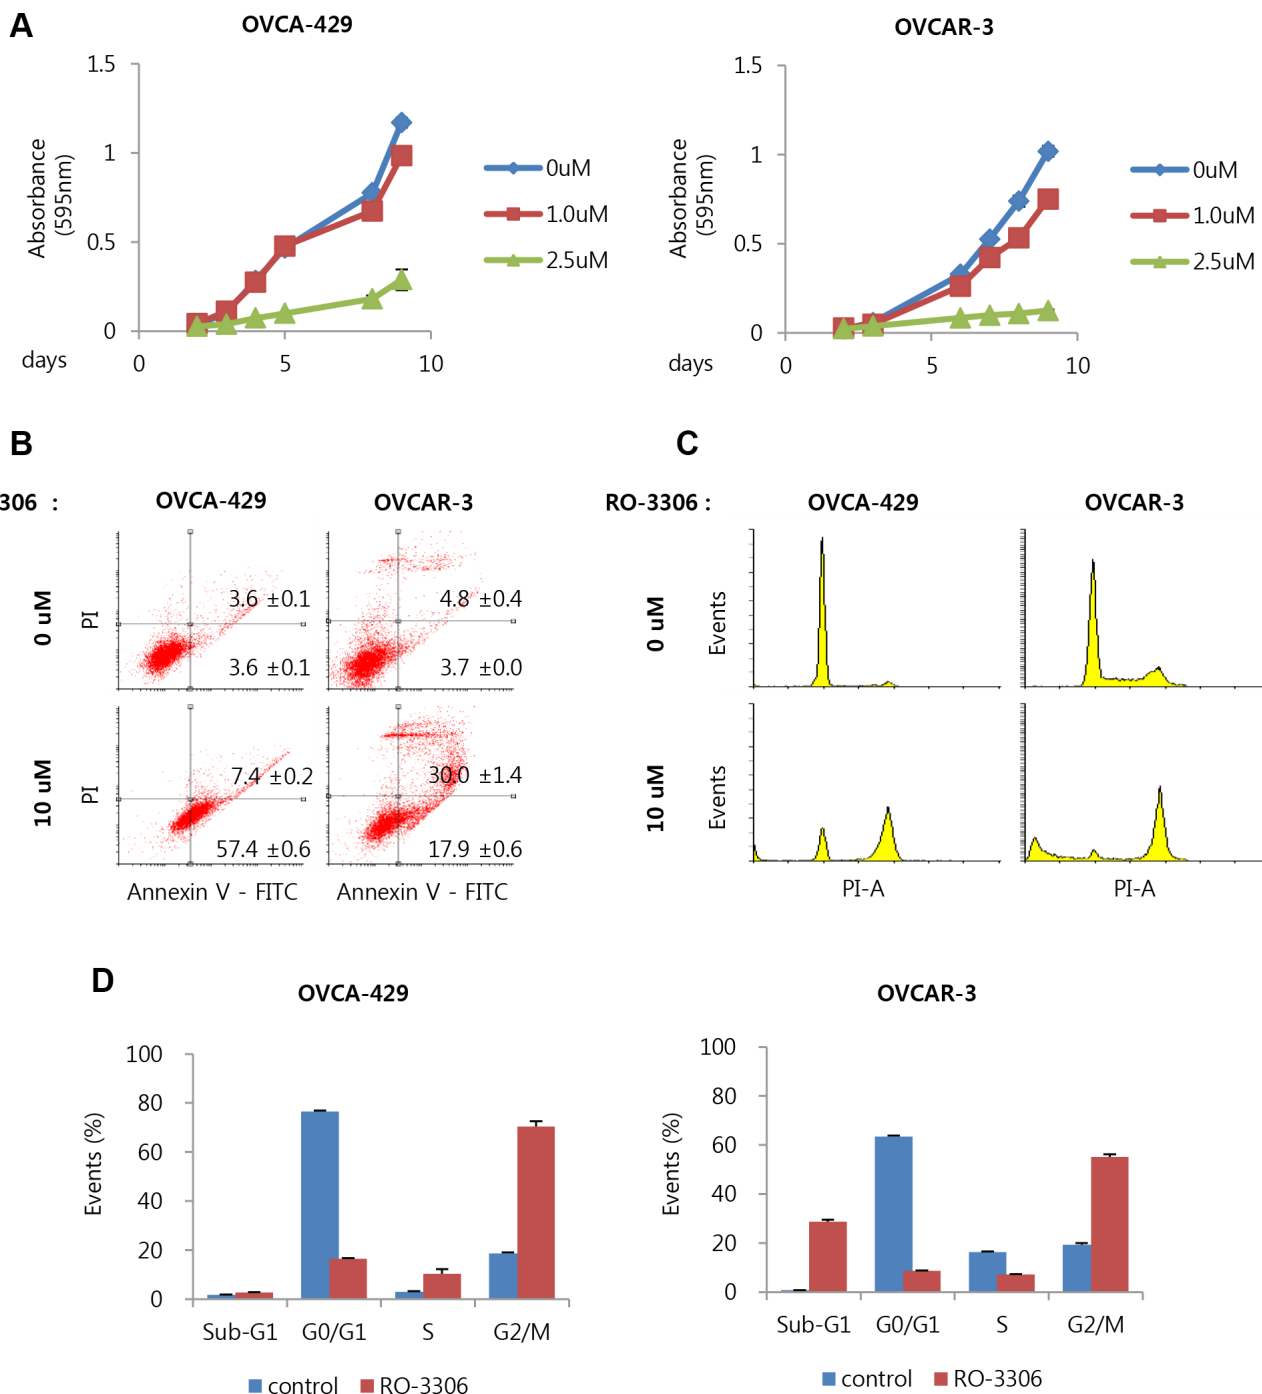 A
OVCA-429
OVCAR-3
1.5
1
0.5
0
Absorbance
(595nm)
0uM
1.0uM
2.5uM
days
0
5
10
1.5
1
0.5
0
Absorbance
(595nm)
0uM
1.0uM
2.5uM
days
0
5
10
B
C
306 :
OVCA-429
OVCAR-3
0 uM
PI
3.6 ±0.1
3.6 ±0.1
4.8 ±0.4
3.7 ±0.0
10 uM
PI
7.4 ±0.2
57.4 ±0.6
30.0 ±1.4
17.9 ±0.6
Annexin V - FITC
Annexin V - FITC
RO-3306 :
OVCA-429
OVCAR-3
0 uM
Events
10 uM
Events
PI-A
PI-A
D
OVCA-429
OVCAR-3
100
80
60
40
20
0
Events (%)
Sub-G1
G0/G1
S
G2/M
control
RO-3306
100
80
60
40
20
0
Events (%)
Sub-G1
G0/G1
S
G2/M
control
RO-3306